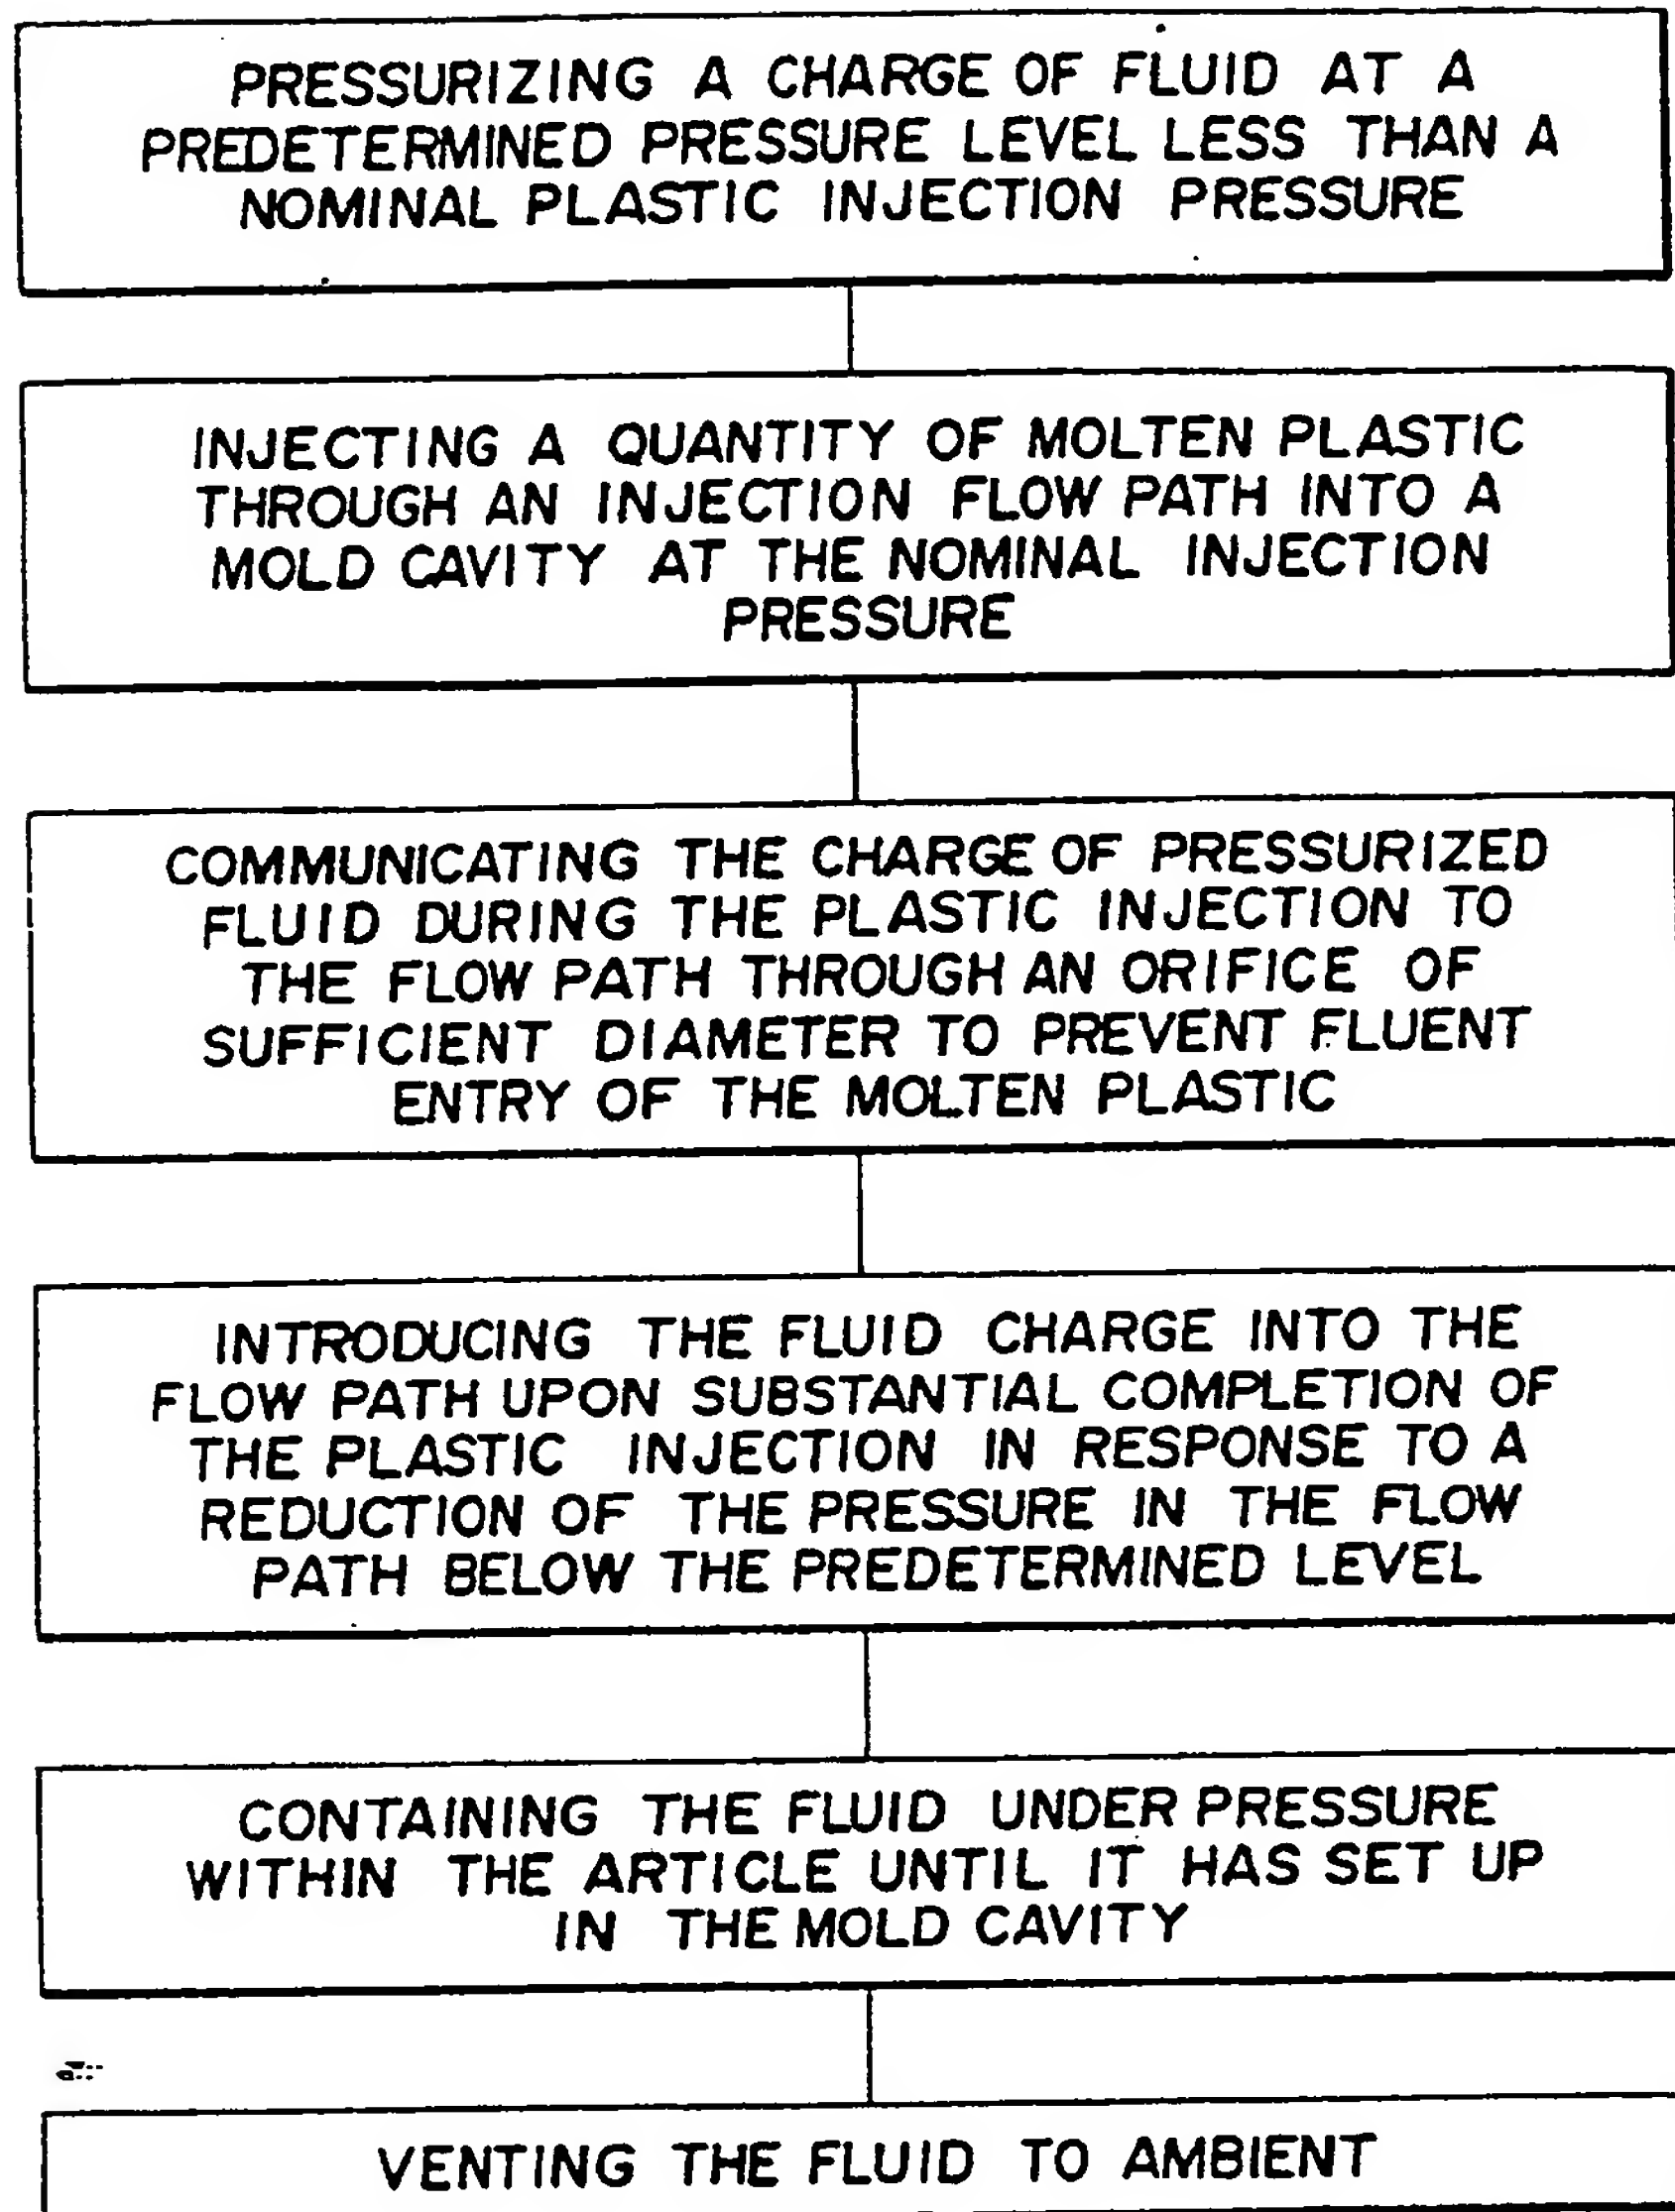 PRESSURIZING A CHARGE OF FLUID AT A
PREDETERMINED PRESSURE LEVEL LESS THAN A
NOMINAL PLASTIC INJECTION PRESSURE
INJECTING A QUANTITY OF MOLTEN PLASTIC
THROUGH AN INJECTION FLOW PATH INTO A
MOLD CAVITY AT THE NOMINAL INJECTION
PRESSURE
COMMUNICATING THE CHARGE OF PRESSURIZED
FLUID DURING THE PLASTIC INJECTION TO
THE FLOW PATH THROUGH AN ORIFICE OF
SUFFICIENT DIAMETER TO PREVENT FLUENT
ENTRY OF THE MOLTEN PLASTIC
INTRODUCING THE FLUID CHARGE INTO THE
FLOW PATH UPON SUBSTANTIAL COMPLETION OF
THE PLASTIC INJECTION IN RESPONSE TO A
REDUCTION OF THE PRESSURE IN THE FLOW
PATH BELOW THE PREDETERMINED LEVEL
CONTAINING THE FLUID UNDER PRESSURE
WITHIN THE ARTICLE UNTIL IT HAS SET UP
IN THE MOLD CAVITY
VENTING THE FLUID TO AMBIENT